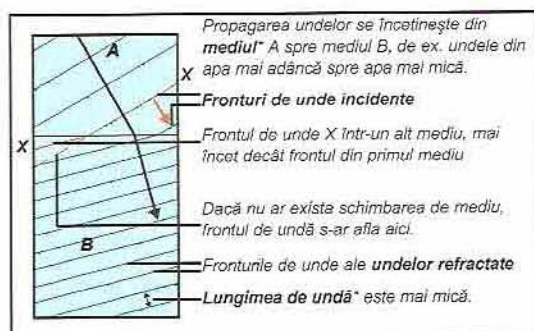 Propagarea undelor se încetinește din
mediul* A spre mediul B, de ex. undele din
apa mai adâncă spre apa mai mică.
A
X
Fronturi de unde incidente
X
Frontul de unde X într-un alt mediu, mai
încet decât frontul din primul mediu
Dacă nu ar exista schimbarea de mediu,
frontul de undă s-ar afla aici.
B
Fronturile de unde ale undelor refractate
Lungimea de undă* este mai mică.